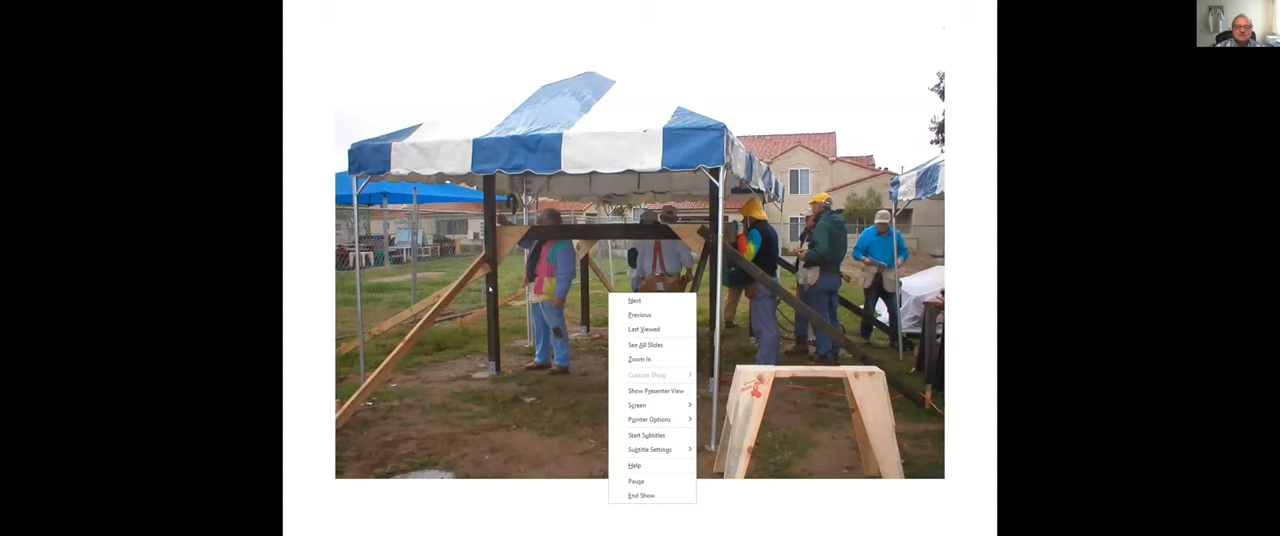 Next
Previous
Last Viewed
See All Slides
Zoom In
Custom Show
Show Presenter View
Screen
Pointer Options
Start Subtitles
Subtitle Settings
Help
Pause
End Show